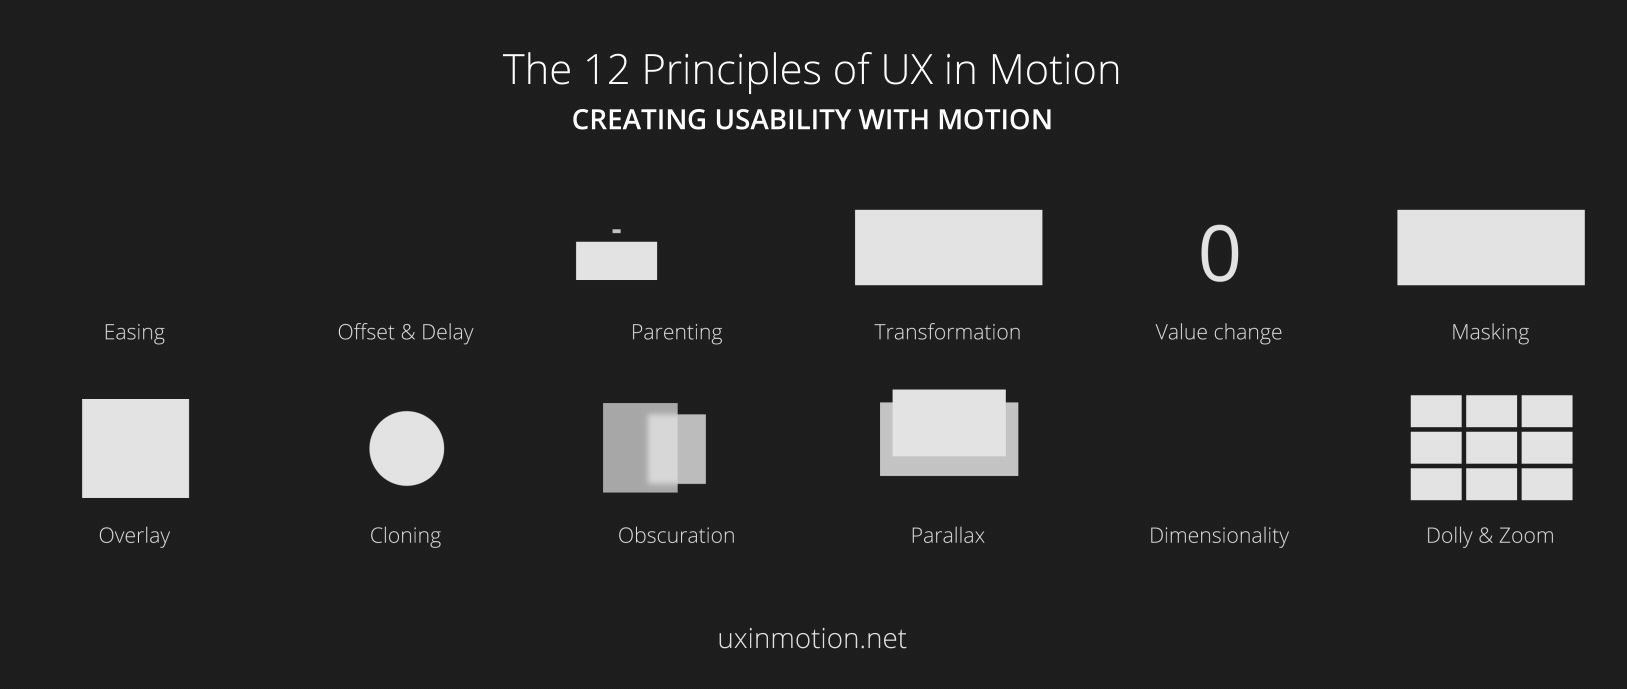 The 12 Principles of UX in Motion
CREATING USABILITY WITH MOTION
-
0
Easing
Offset & Delay
Parenting
Transformation
Value change
Masking
Overlay
Cloning
Obscuration
Parallax
Dimensionality
Dolly & Zoom
uxinmotion.net